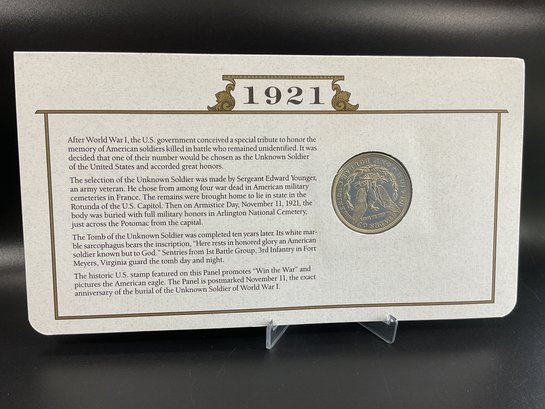 1921
After World War I, the U.S. government conceived a special tribute to honor the
memory of American soldiers killed in battle who remained unidentified. It was
decided that one of their number would be chosen as the Unknown Soldier
of the United States and accorded great honors.
The selection of the Unknown Soldier was made by Sergeant Edward Younger,
an army veteran. He chose from among four war dead in American military
cemeteries in France. The remains were brought home to lie in state in the
Rotunda of the U.S. Capitol. Then on Armistice Day, November 11, 1921, the
body was buried with full military honors in Arlington National Cemetery,
just across the Potomac from the capital.
The Tomb of the Unknown Soldier was completed ten years later. Its white mar-
ble sarcophagus bears the inscription, "Here rests in honored glory an American
soldier known but to God." Sentries from 1st Battle Group, 3rd Infantry in Fort
Meyers, Virginia guard the tomb day and night.
The historic U.S. stamp featured on this Panel promotes "Win the War" and
pictures the American eagle. The Panel is postmarked November 11, the exact
anniversary of the burial of the Unknown Soldier of World War I.